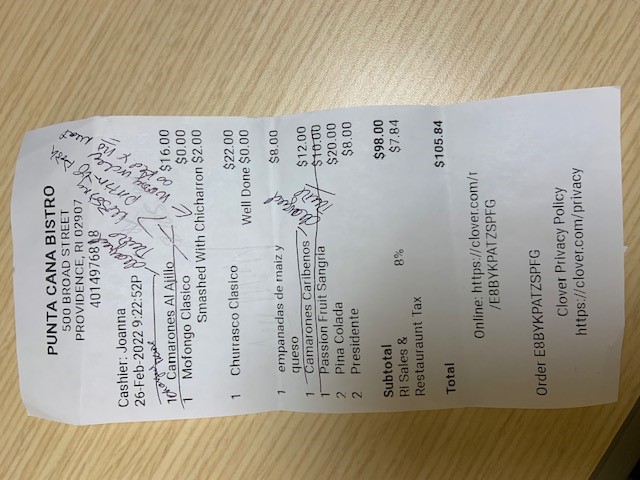 PUNTA CANA BISTRO
500 BROAD STREET
PROVIDENCE, RI 02907
4014976818
Cashier: Joanna
26-Feb-2022 9:22:52P
Camarones Al Ajillo $16.00
1 Mofongo Clasico $0.00
Smashed With Chicharron $2.00
1 Churrasco Clasico $22.00
Well Done $0.00
1 empanadas de maiz y queso $8.00
1 Camarones Caribenos $12.00
1 Passion Fruit Sangria $10.00
2 Pina Colada $20.00
2 Presidente $8.00
Subtotal $98.00
RI Sales & Restauraunt Tax 8% $7.84
Total $105.84
Online: https://clover.com/r
/E8BYKPATZSPFG
Order E8BYKPATZSPFG
Clover Privacy Policy
https://clover.com/privacy